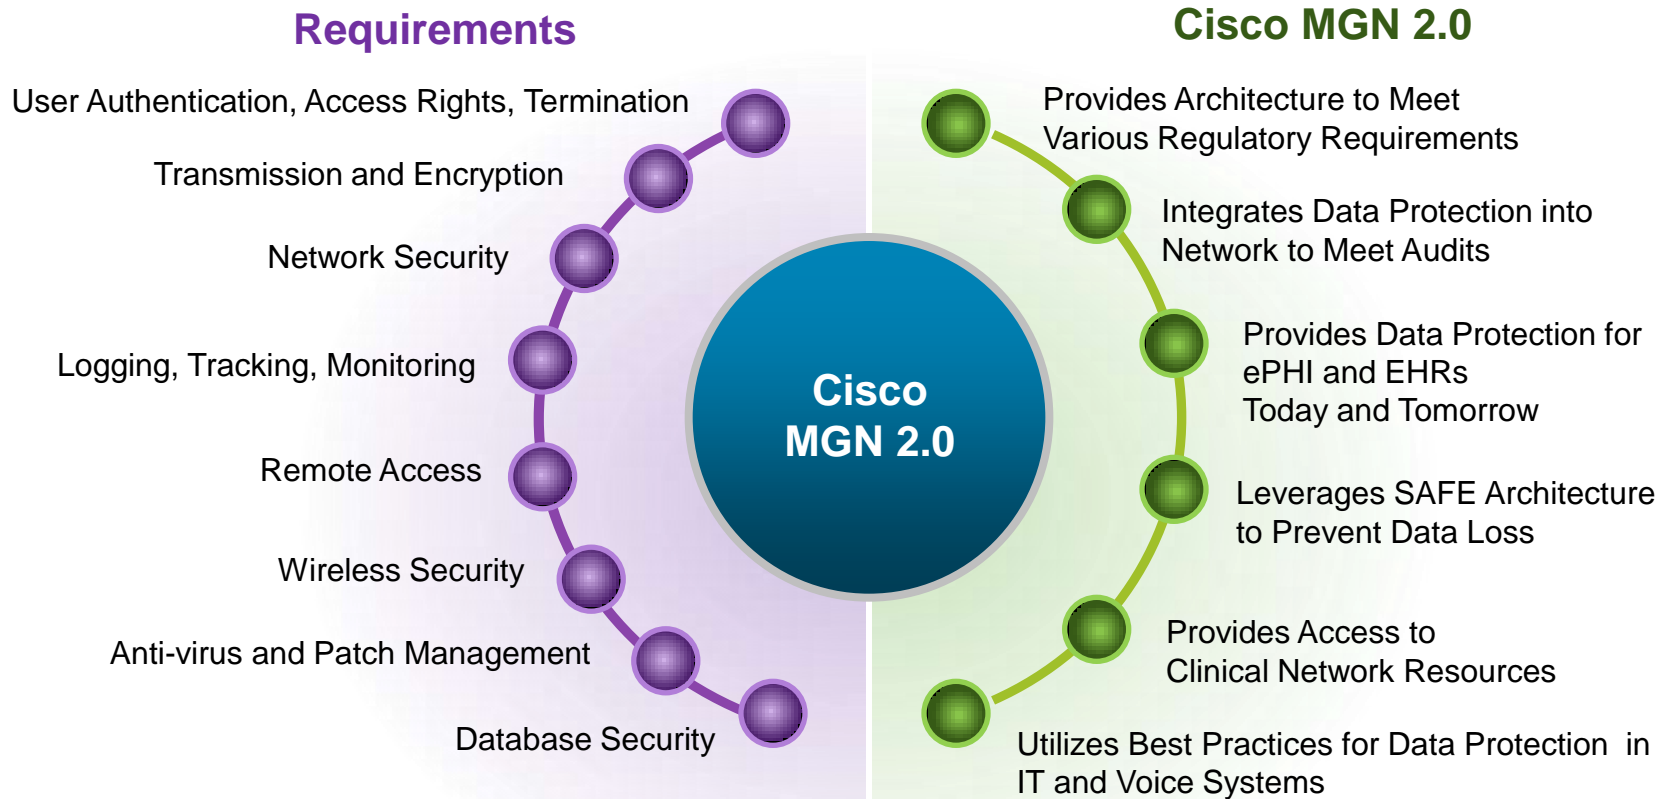 Requirements
User Authentication, Access Rights, Termination
Transmission and Encryption
Network Security
Logging, Tracking, Monitoring
Remote Access
Wireless Security
Anti-virus and Patch Management
Database Security
Cisco
MGN 2.0
Cisco MGN 2.0
Provides Architecture to Meet
Various Regulatory Requirements
Integrates Data Protection into
Network to Meet Audits
Provides Data Protection for
ePHI and EHRs
Today and Tomorrow
Leverages SAFE Architecture
to Prevent Data Loss
Provides Access to
Clinical Network Resources
Utilizes Best Practices for Data Protection in
IT and Voice Systems